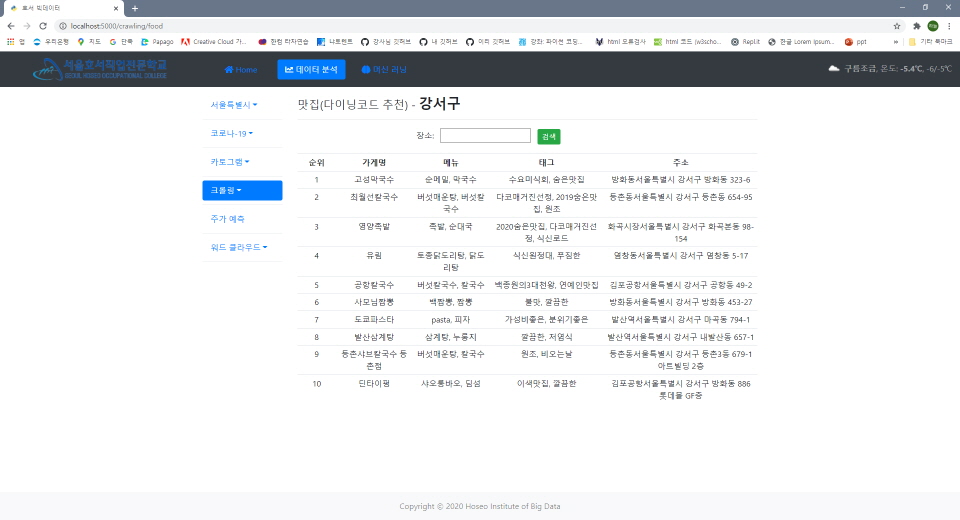 호서 빅데이터
localhost:5000/crawling/food
앱 우리은행 지도 단축 Papago Creative Cloud 가... 한컴 타자연습 샤토렌트 강사님 깃허브 내 깃허브 이리 깃허브 강좌: 파이썬 코딩... html 오류검사 html 코드 (w3scho... Repl.it 한글 Lorem Ipsum... ppt » 기타 북마크
서울호서직업전문학교
SEOUL HOSEO OCCUPATIONAL COLLEGE
Home 데이터 분석 머신 러닝 구름조금, 온도: -5.4℃, -6/-5℃
서울특별시
코로나-19
카토그램
크롤링
주가 예측
워드 클라우드
맛집(다이닝코드 추천) - 강서구
장소: 검색
순위 가게명 메뉴 태그 주소
1 고성막국수 순메밀, 막국수 수요미식회, 숨은맛집 방화동서울특별시 강서구 방화동 323-6
2 최월선칼국수 버섯매운탕, 버섯칼국수 다코매거진선정, 2019숨은맛집, 원조 등촌동서울특별시 강서구 등촌동 654-95
3 영양족발 족발, 순대국 2020숨은맛집, 다코매거진선정, 식신로드 화곡시장서울특별시 강서구 화곡본동 98-154
4 유림 토종닭도리탕, 닭도리탕 식신원정대, 푸짐한 염창동서울특별시 강서구 염창동 5-17
5 공항칼국수 버섯칼국수, 칼국수 백종원의3대천왕, 연예인맛집 김포공항서울특별시 강서구 공항동 49-2
6 사모님짬뽕 백짬뽕, 짬뽕 불맛, 깔끔한 방화동서울특별시 강서구 방화동 453-27
7 도쿄파스타 pasta, 피자 가성비좋은, 분위기좋은 발산역서울특별시 강서구 마곡동 794-1
8 발산삼계탕 삼계탕, 누룽지 깔끔한, 저염식 발산역서울특별시 강서구 내발산동 657-1
9 등촌샤브칼국수 등촌점 버섯매운탕, 칼국수 원조, 비오는날 등촌동서울특별시 강서구 등촌3동 679-1 아트빌딩 2층
10 딘타이펑 샤오롱바오, 딤섬 이색맛집, 깔끔한 김포공항서울특별시 강서구 방화동 886 롯데몰 GF층
Copyright © 2020 Hoseo Institute of Big Data